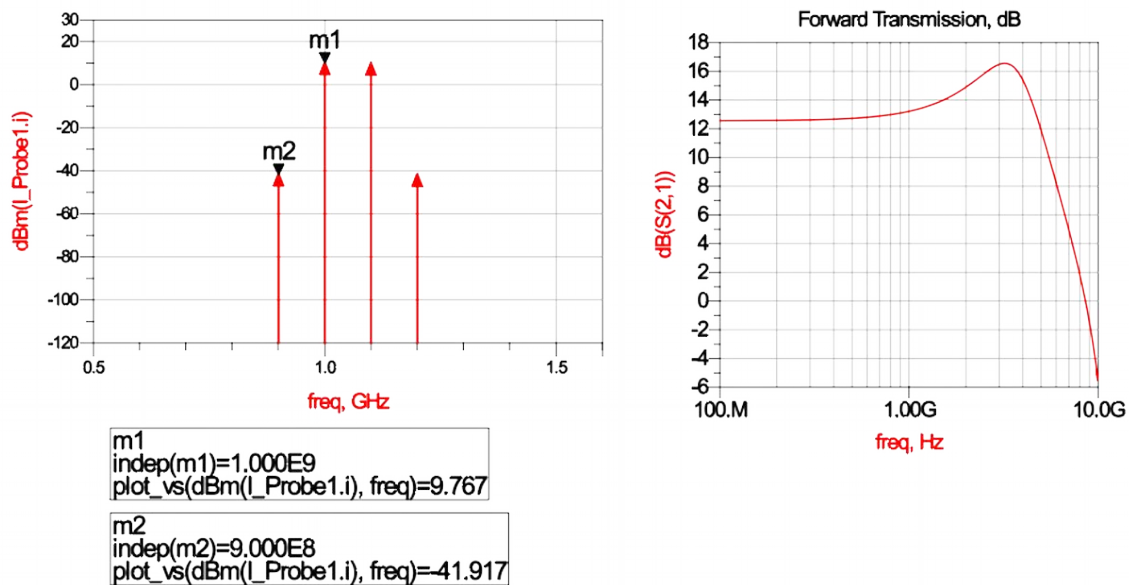 30
20
0
-20
-40
-60
-80
-100
-120
dBm(I_Probe1.i)
m1
m2
0.5
1.0
1.5
freq, GHz
m1
indep(m1)=1.000E9
plot_vs(dBm(I_Probe1.i), freq)=9.767
m2
indep(m2)=9.000E8
plot_vs(dBm(I_Probe1.i), freq)=-41.917
Forward Transmission, dB
18
16
14
12
10
8
6
4
2
0
-2
-4
-6
dB(S(2,1))
100.M
1.00G
10.0G
freq, Hz